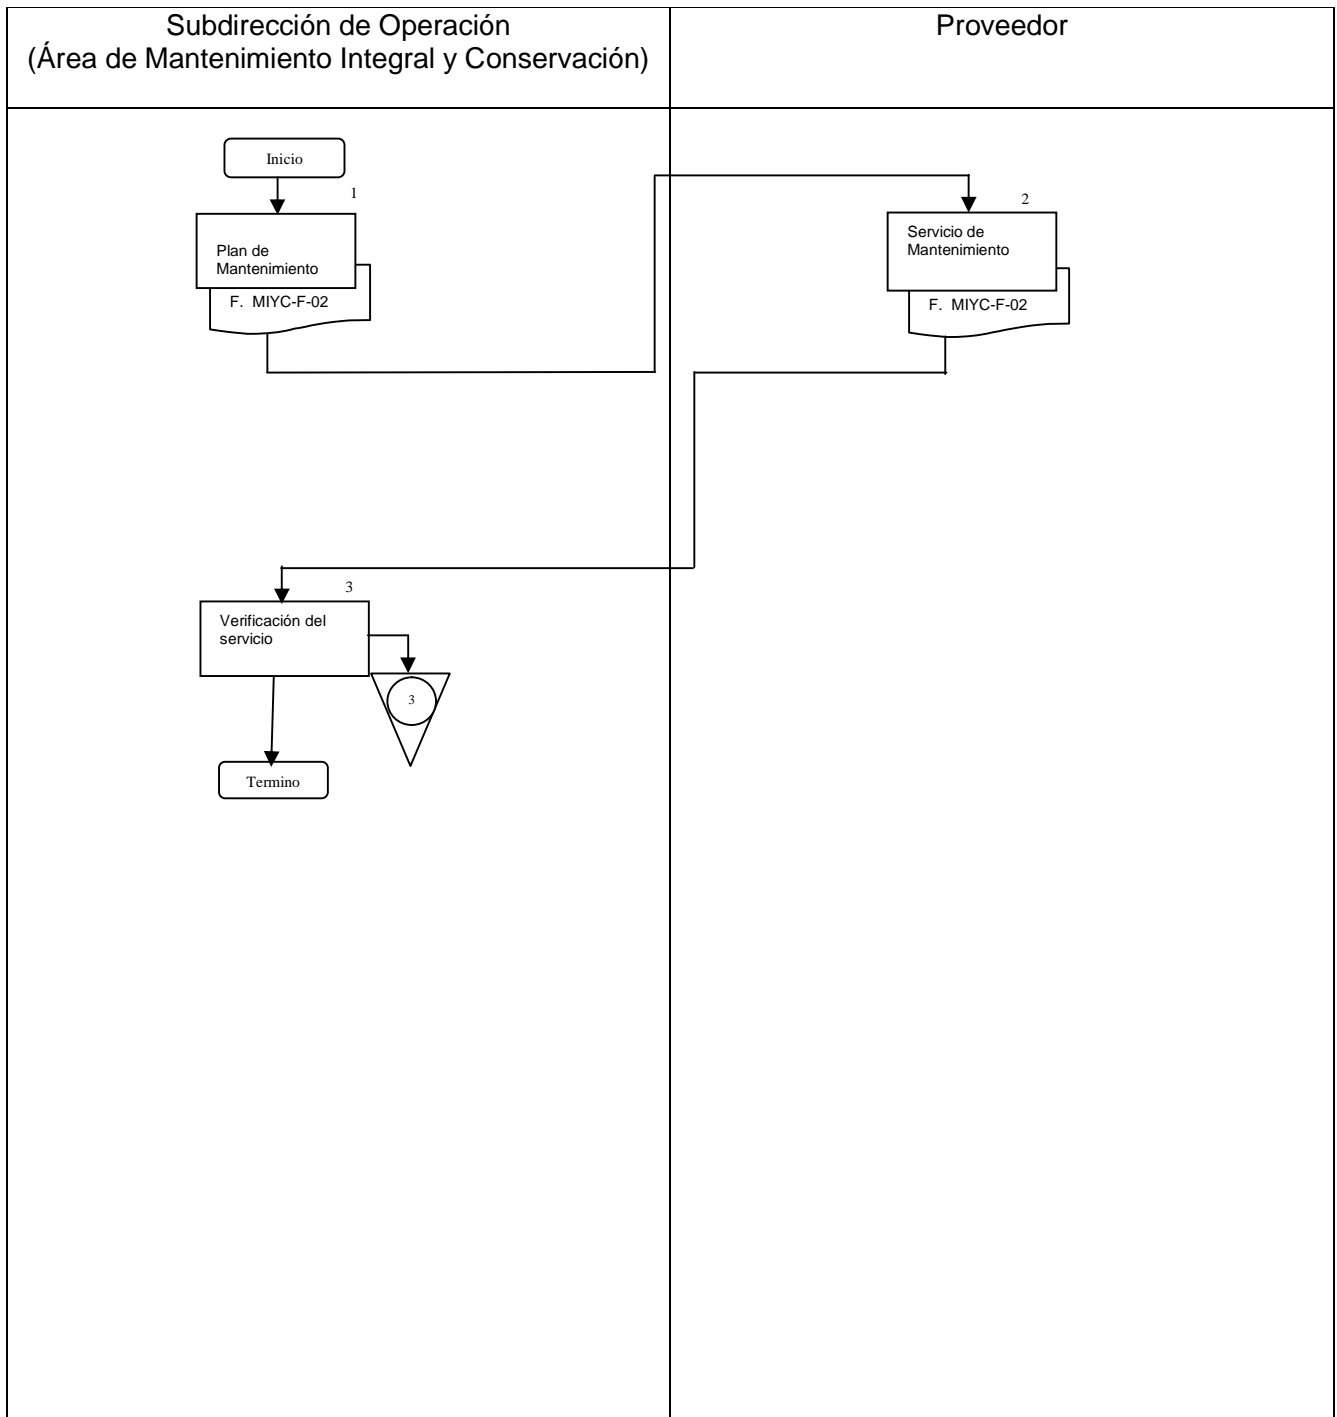 Subdirección de Operación
(Área de Mantenimiento Integral y Conservación)
Proveedor
Inicio
1
Plan de
Mantenimiento
F. MIYC-F-02
2
Servicio de
Mantenimiento
F. MIYC-F-02
3
Verificación del
servicio
3
Termino